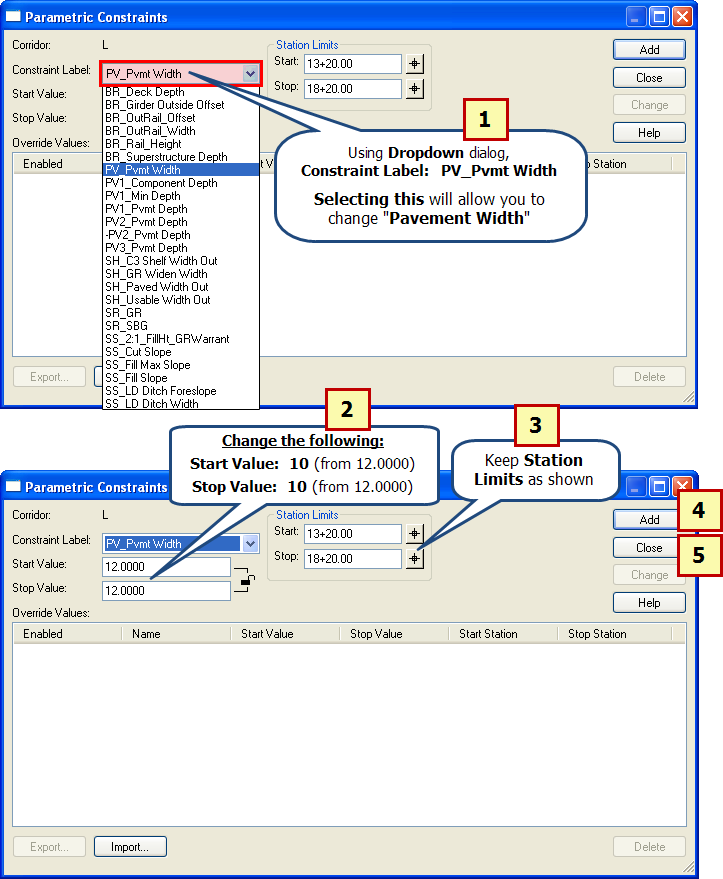 Parametric Constraints
Corridor: L
Constraint Label: PV_Pvmt Width
Start Value:
Stop Value:
Override Values:
Station Limits
Start: 13+20.00
Stop: 18+20.00
Add
Close
Change
Help
Enabled
op Station
BR_Deck Depth
BR_Girder Outside Offset
BR_OutRail_Offset
BR_OutRail_Width
BR_Rail_Height
BR_Superstructure Depth
PV_Pvmt Width
PV1_Component Depth
PV1_Min Depth
PV1_Pvmt Depth
PV2_Pvmt Depth
-PV2_Pvmt Depth
PV3_Pvmt Depth
SH_C3 Shelf Width Out
SH_GR Widen Width
SH_Paved Width Out
SH_Usable Width Out
SR_GR
SR_SBG
SS_2:1_FillHt_GRWarrant
SS_Cut Slope
SS_Fill Max Slope
SS_Fill Slope
SS_LD Ditch Foreslope
SS_LD Ditch Width
1
Using Dropdown dialog,
Constraint Label: PV_Pvmt Width
Selecting this will allow you to
change "Pavement Width"
Export...
Delete
2
Change the following:
Start Value: 10 (from 12.0000)
Stop Value: 10 (from 12.0000)
3
Keep Station
Limits as shown
Parametric Constraints
Corridor: L
Constraint Label: PV_Pvmt Width
Start Value: 12.0000
Stop Value: 12.0000
Override Values:
Station Limits
Start: 13+20.00
Stop: 18+20.00
Add
4
Close
5
Change
Help
Enabled Name Start Value Stop Value Start Station Stop Station
Export... Import... Delete